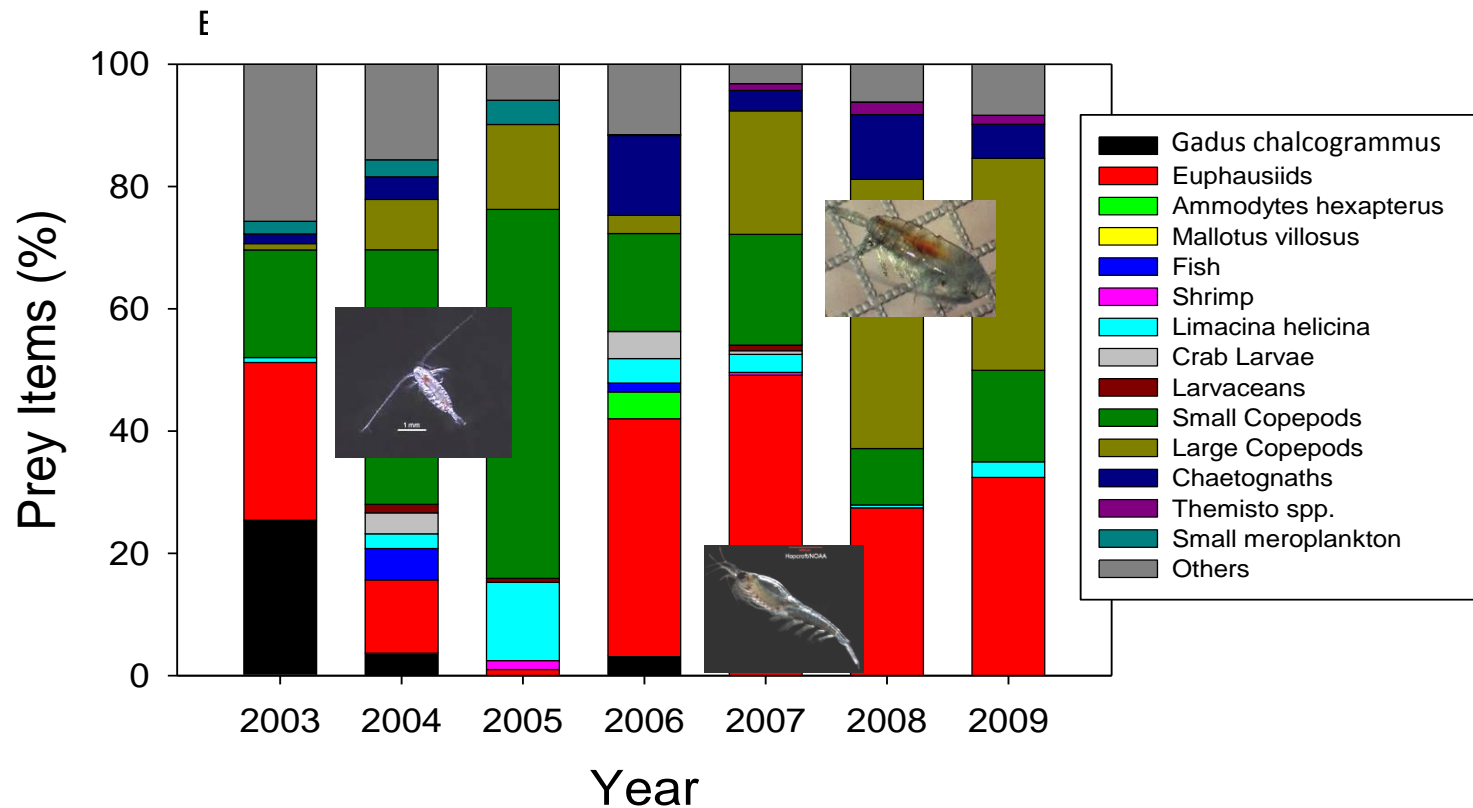 E
100
80
60
40
20
0
Prey Items (%)
2003 2004 2005 2006 2007 2008 2009
Year
1 mm
Hopcroft/NOAA
Gadus chalcogrammus
Euphausiids
Ammodytes hexapterus
Mallotus villosus
Fish
Shrimp
Limacina helicina
Crab Larvae
Larvaceans
Small Copepods
Large Copepods
Chaetognaths
Themisto spp.
Small meroplankton
Others